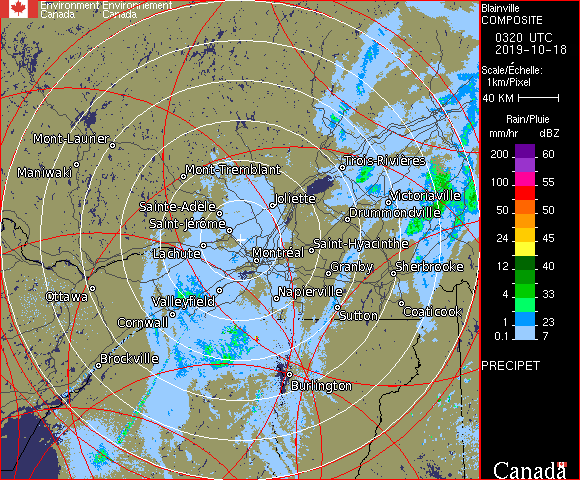 Environment Environnement
Canada Canada
Blainville
COMPOSITE
0320 UTC
2019-10-18
Scale/Échelle:
1km/Pixel
40 KM
Rain/Pluie
mm/hr dBZ
200 60
100 55
50 50
24 45
12 40
4 33
1 23
0.1 7
PRECIPET
Canada
Mont-Laurier
Maniwaki
Mont-Tremblant
Trois-Rivières
Sainte-Adele
Joliette
Victoriaville
Saint-Jérôme
Drummondville
Lachute
Montréal
Saint-Hyacinthe
Granby
Sherbrooke
Ottawa
Valleyfield
Napierville
Cornwall
Sutton
Coaticook
Brockville
Burlington